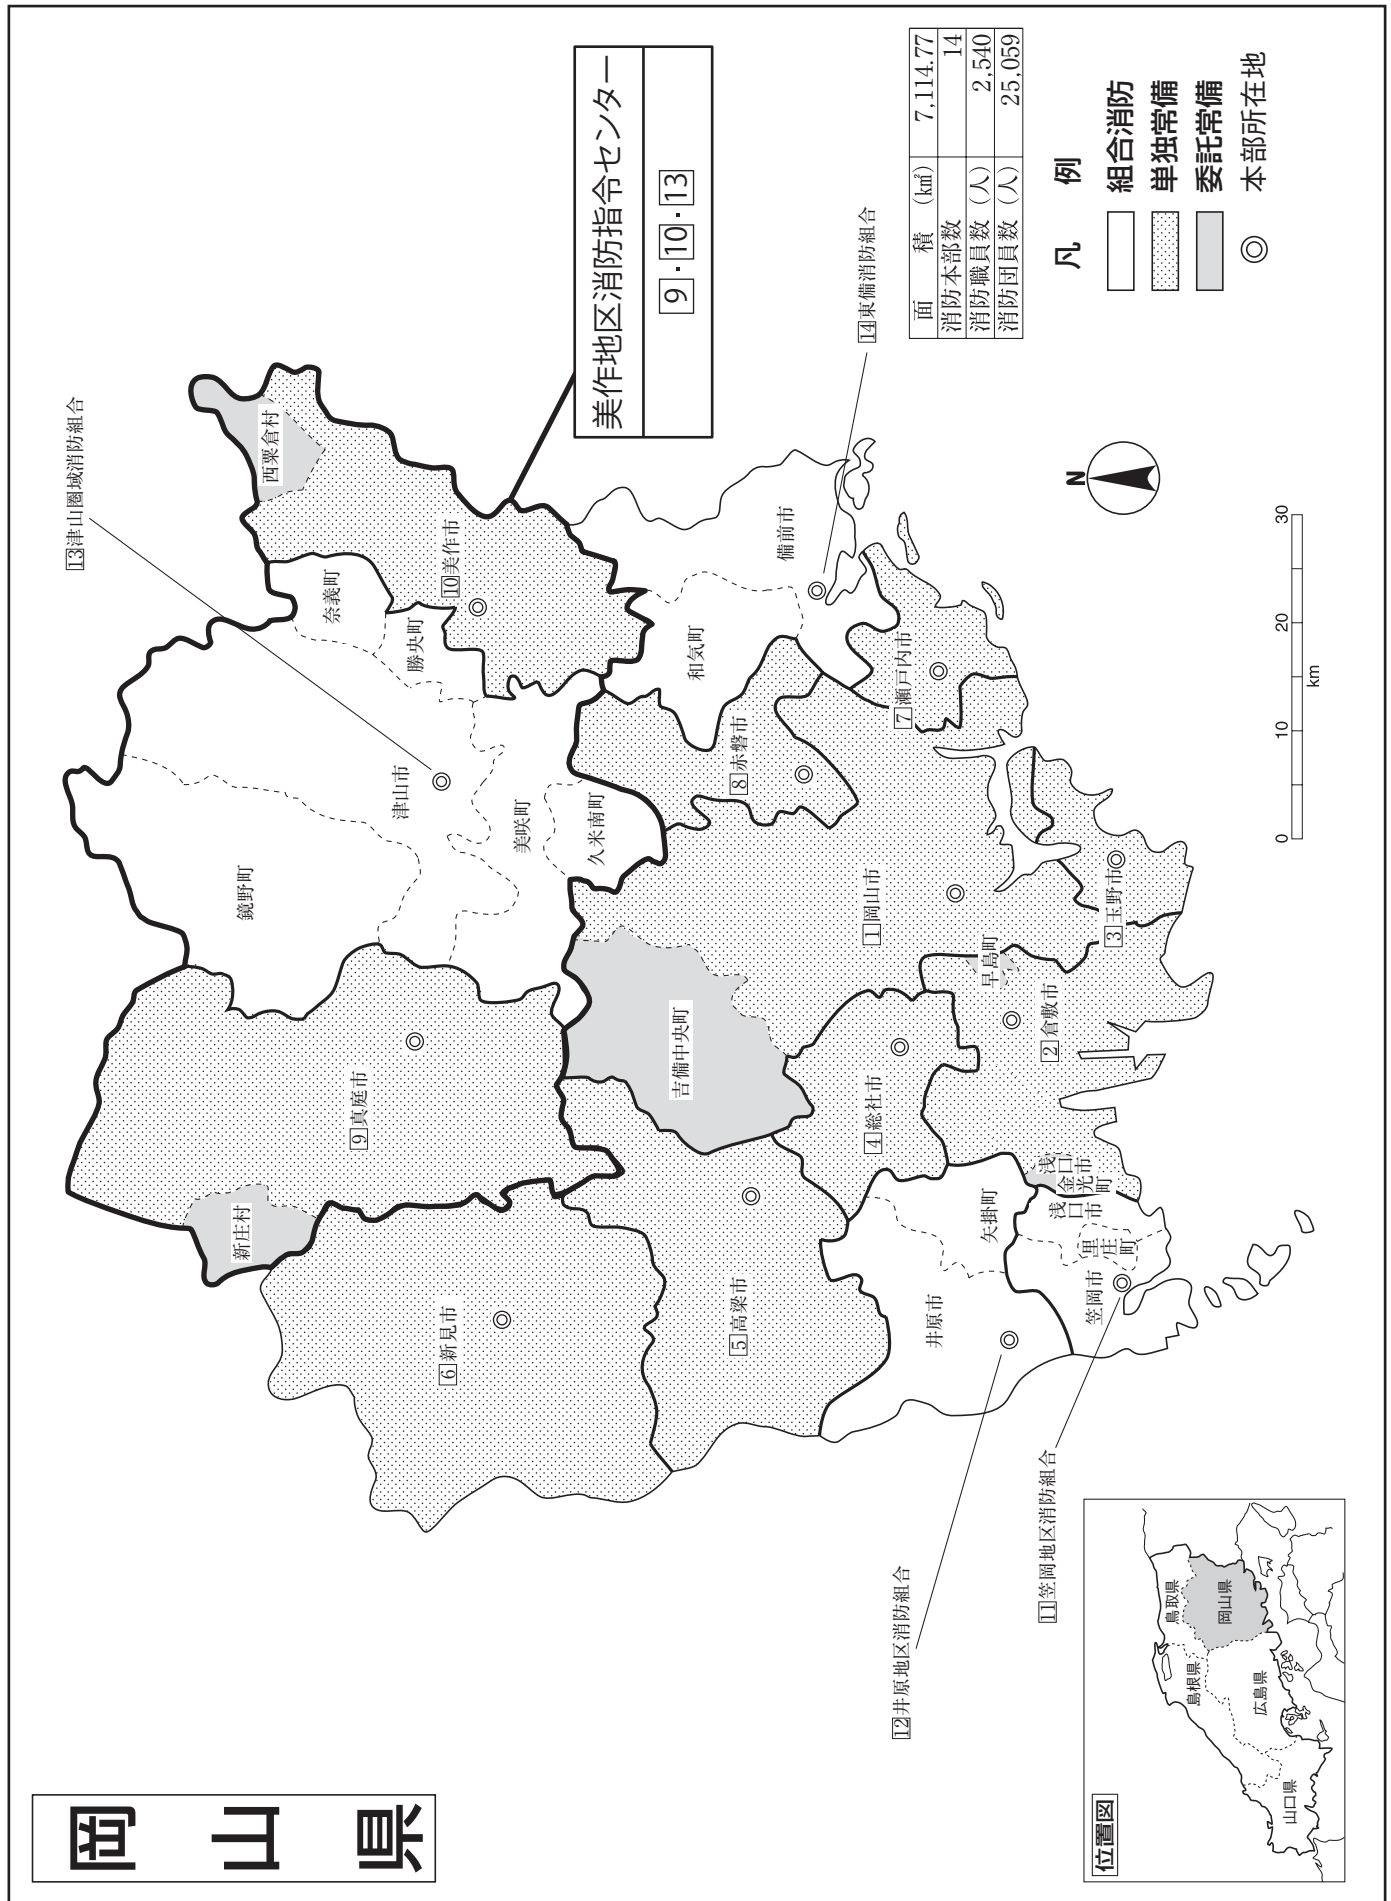 岡山県
13津山圏域消防組合
西粟倉村
奈義町
10美作市
勝央町
鏡野町
津山市
美咲町
久米南町
新庄村
9真庭市
吉備中央町
6新見市
5高梁市
4総社市
1岡山市
8赤磐市
和気町
備前市
7瀬戸内市
早島町
2倉敷市
3玉野市
浅口市
金光町
浅口市
里庄町
矢掛町
井原市
笠岡市
美作地区消防指令センター
9・10・13
14東備消防組合
12井原地区消防組合
11笠岡地区消防組合
面積(㎢) 7,114.77
消防本部数 14
消防職員数(人) 2,540
消防団員数(人) 25,059
凡例
組合消防
単独常備
委託常備
本部所在地
N
0 10 20 30
km
位置図
鳥取県
岡山県
島根県
広島県
山口県